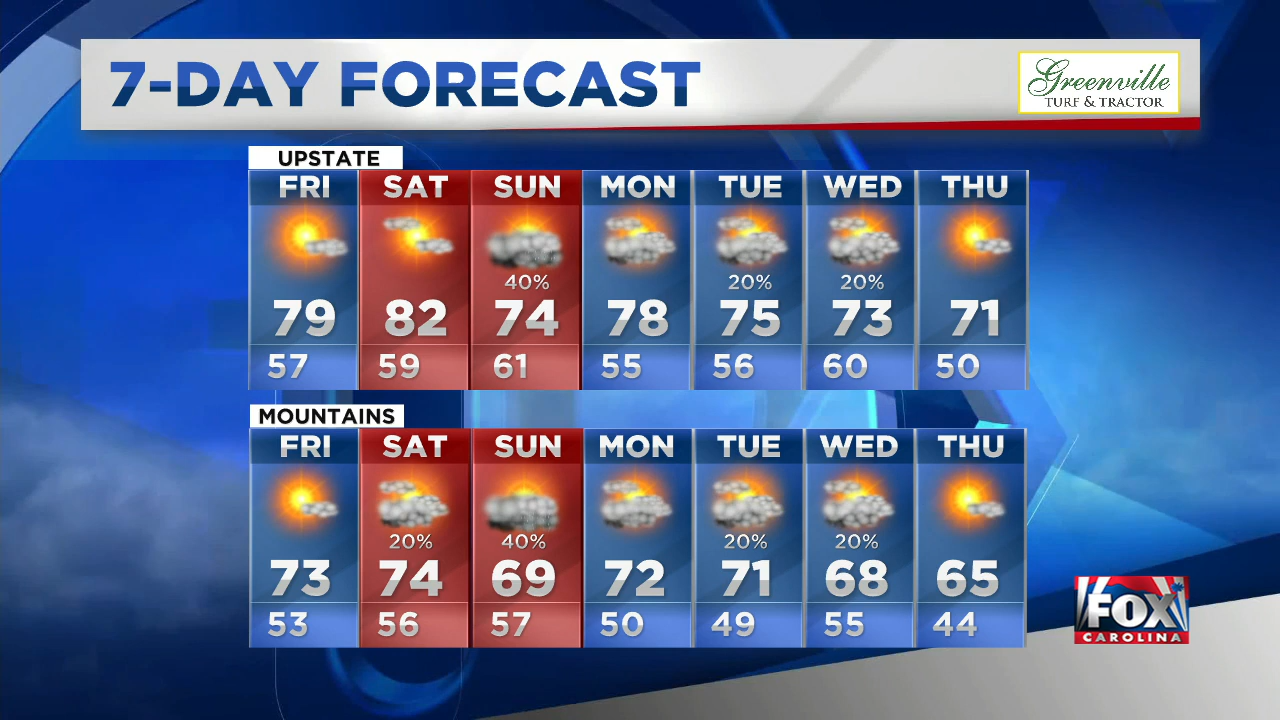 7-DAY FORECAST
Greenville
TURF & TRACTOR
UPSTATE
FRI SAT SUN MON TUE WED THU
40% 20% 20%
79 82 74 78 75 73 71
57 59 61 55 56 60 50
MOUNTAINS
FRI SAT SUN MON TUE WED THU
20% 40% 20% 20%
73 74 69 72 71 68 65
53 56 57 50 49 55 44
FOX
CAROLINA